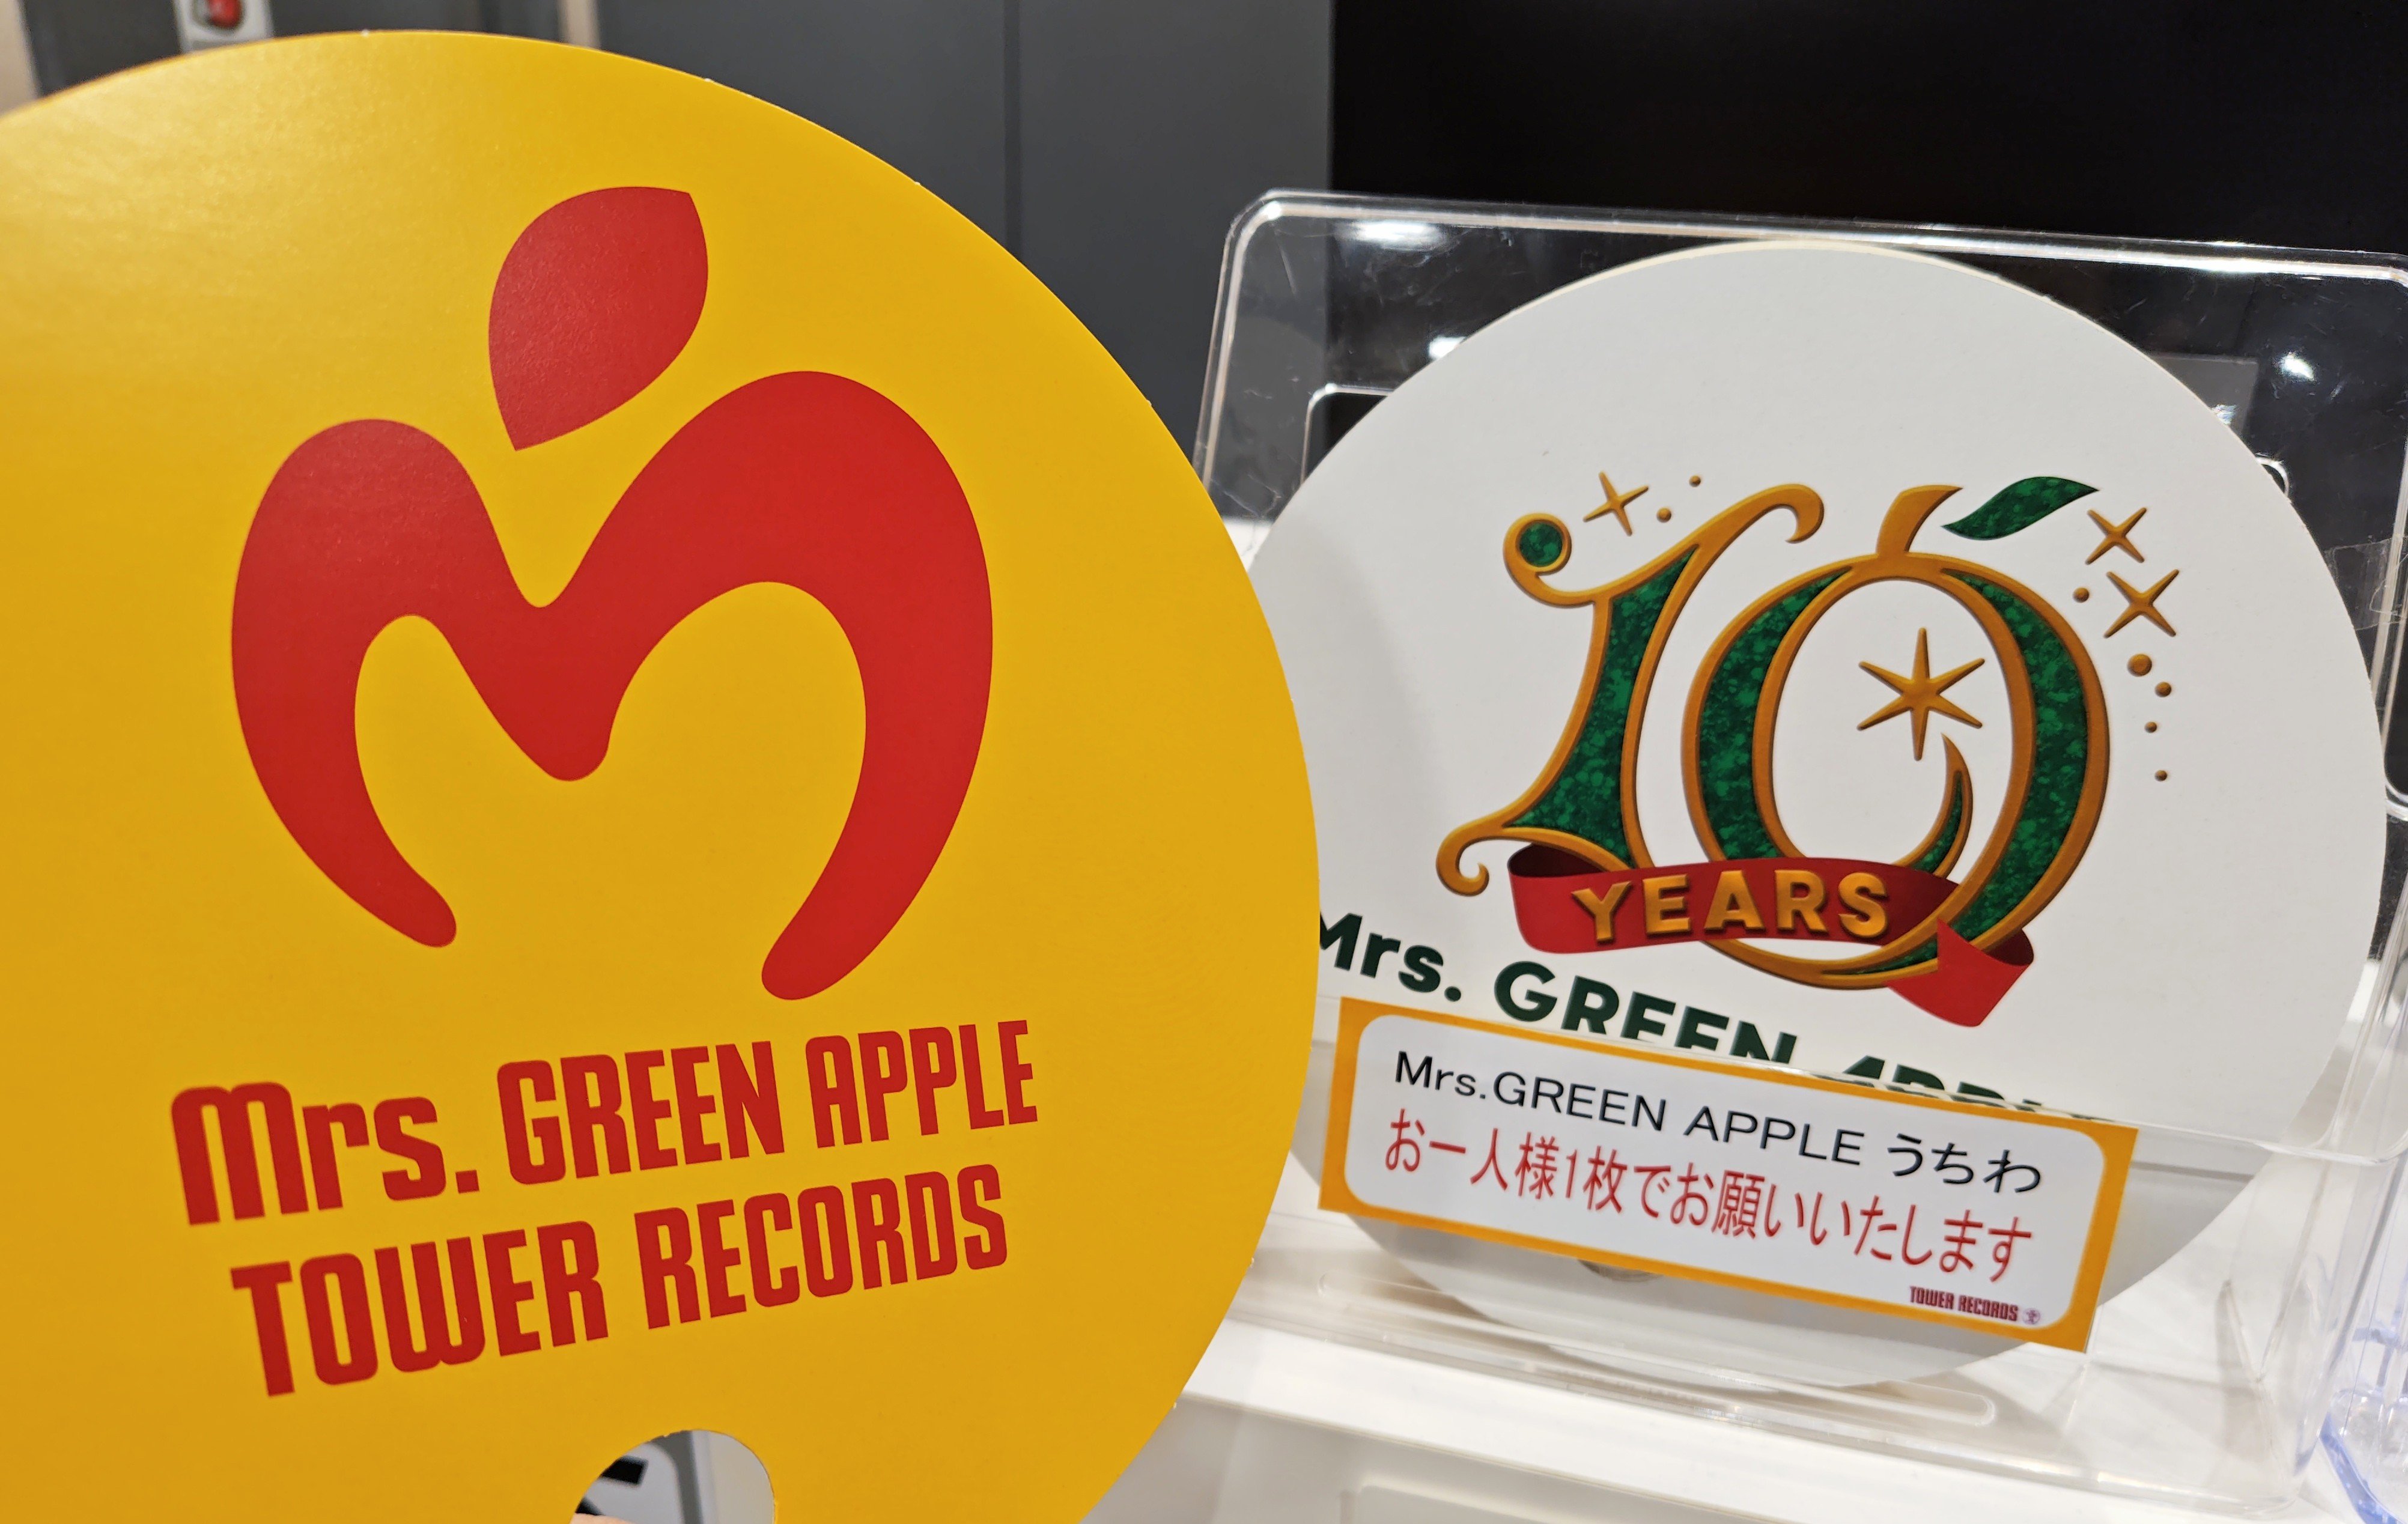 Mrs. GREEN APPLE
TOWER RECORDS
10
YEARS
Mrs. GREEN APPLE
Mrs.GREEN APPLE うちわ
お一人様1枚でお願いいたします
TOWER RECORDS